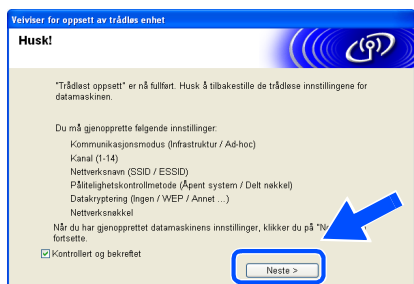 Veiviser for oppsett av trådløs enhet
Husk!
"Trådløst oppsett" er nå fullført. Husk å tilbakestille de trådløse innstillingene for
datamaskinen.
Du må gjenopprette følgende innstillinger:
Kommunikasjonsmodus (Infrastruktur / Ad-hoc)
Kanal (1-14)
Nettverksnavn (SSID / ESSID)
Pålitelighetskontrollmetode (Åpent system / Delt nøkkel)
Datakryptering (Ingen / WEP / Annet ...)
Nettverksnøkkel
Når du har gjenopprettet datamaskinens innstillinger, klikker du på
fortsette.
Kontrollert og bekreftet
Neste >